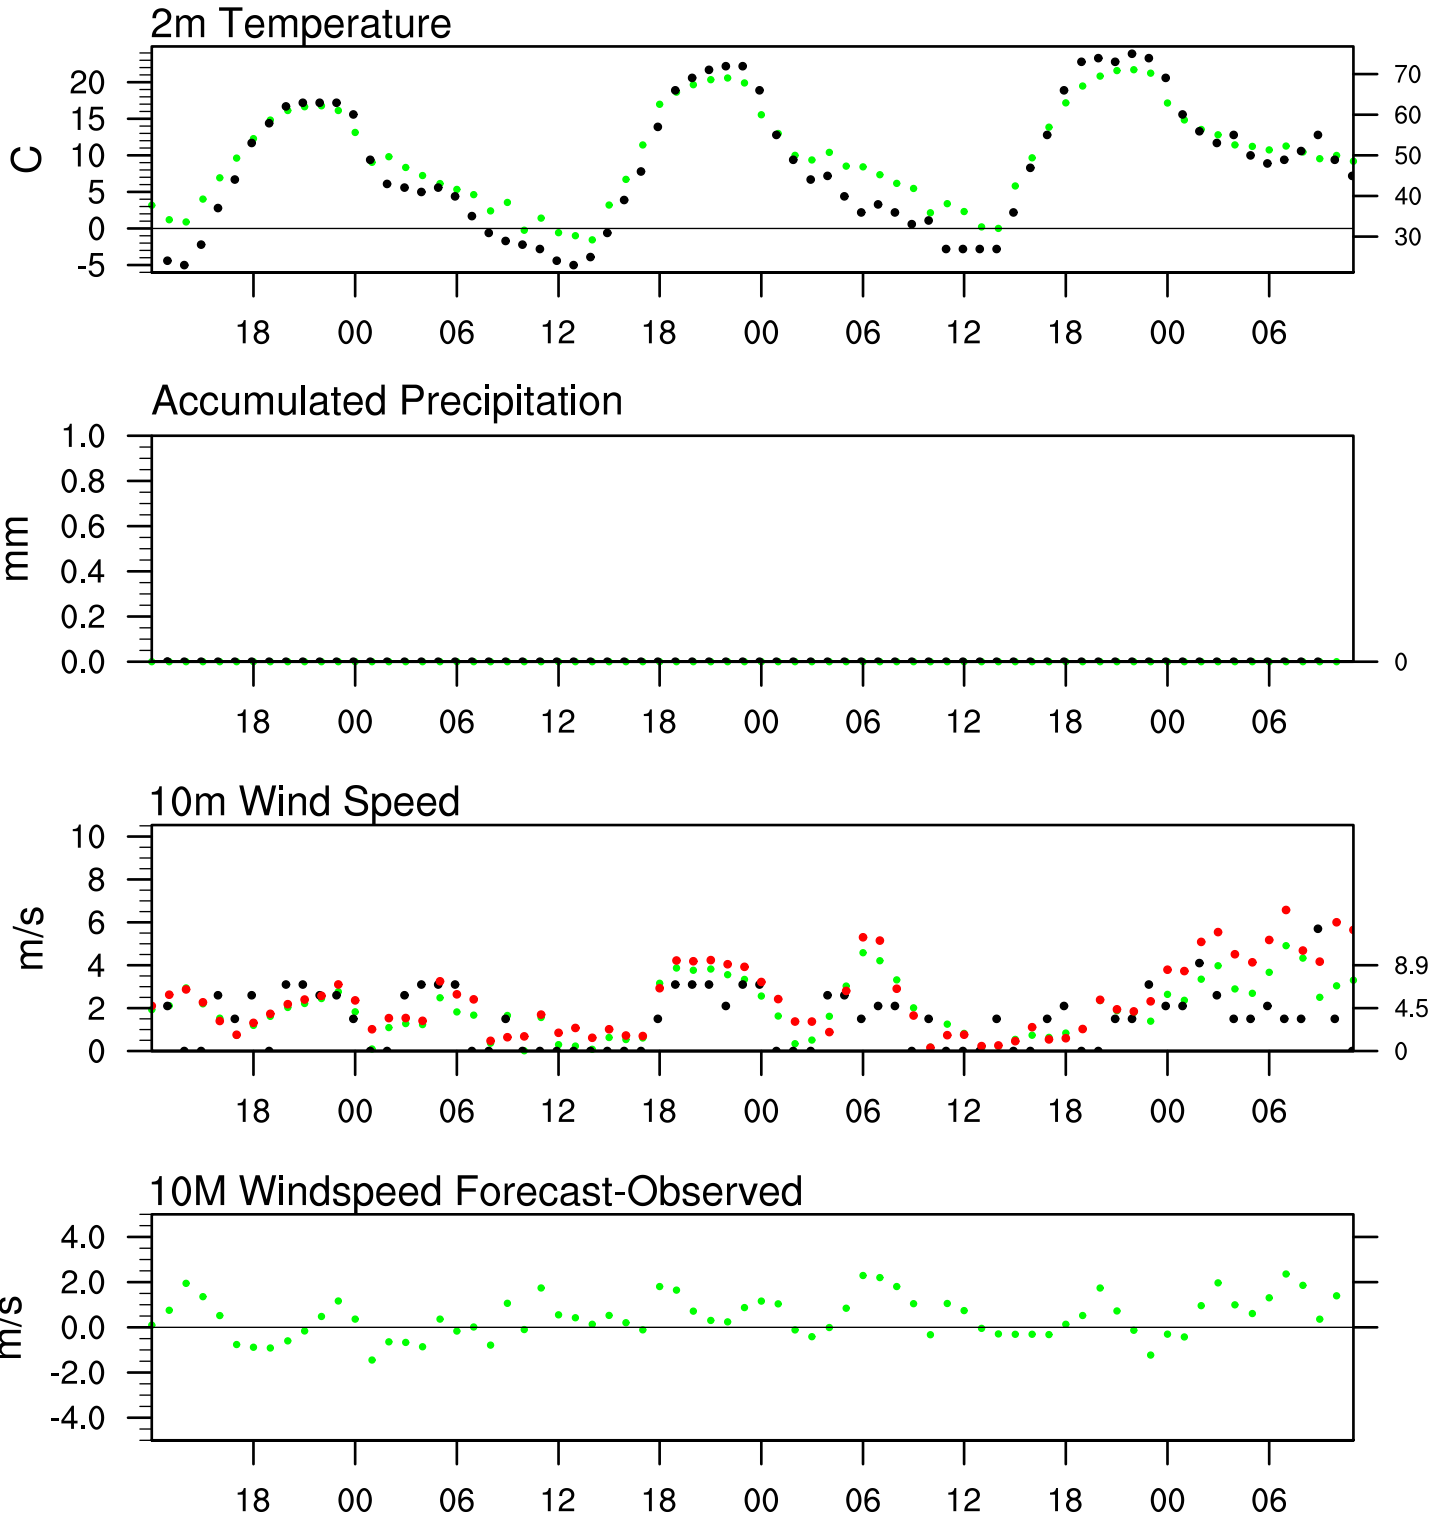 2m Temperature
20
15
10
5
0
-5
C
70
60
50
40
30
18 00 06 12 18 00 06 12 18 00 06
Accumulated Precipitation
1.0
0.8
0.6
0.4
0.2
0.0
mm
0
18 00 06 12 18 00 06 12 18 00 06
10m Wind Speed
10
8
6
4
2
0
m/s
8.9
4.5
0
18 00 06 12 18 00 06 12 18 00 06
10M Windspeed Forecast-Observed
4.0
2.0
0.0
-2.0
-4.0
m/s
18 00 06 12 18 00 06 12 18 00 06